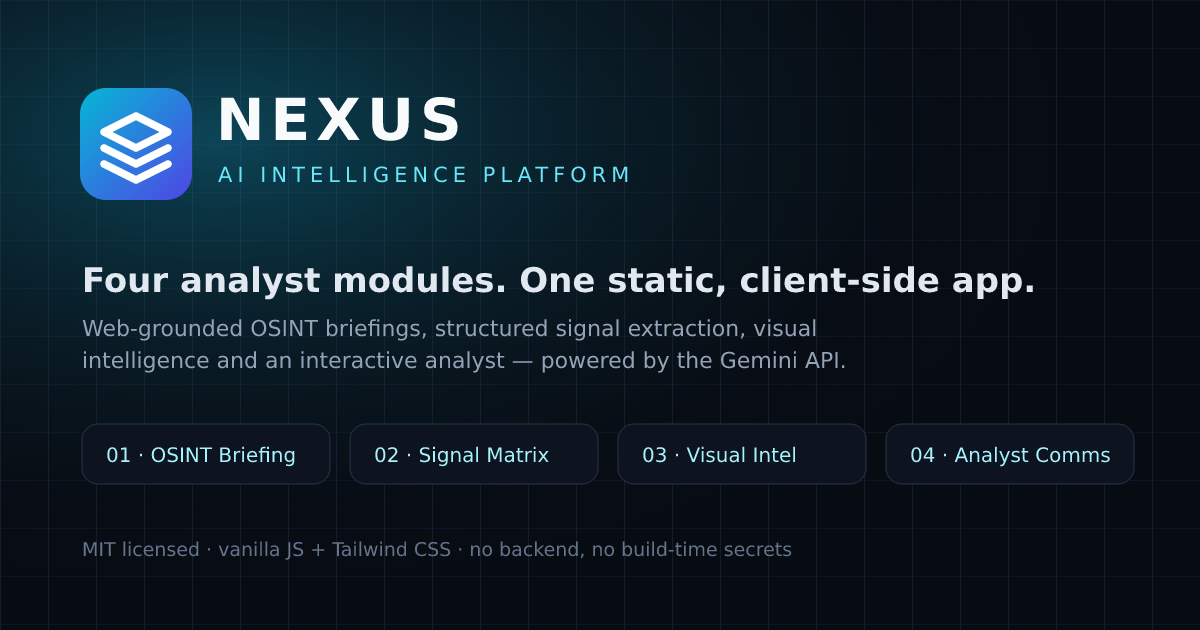 NEXUS
AI INTELLIGENCE PLATFORM
Four analyst modules. One static, client-side app.
Web-grounded OSINT briefings, structured signal extraction, visual
intelligence and an interactive analyst — powered by the Gemini API.
01 · OSINT Briefing
02 · Signal Matrix
03 · Visual Intel
04 · Analyst Comms
MIT licensed · vanilla JS + Tailwind CSS · no backend, no build-time secrets